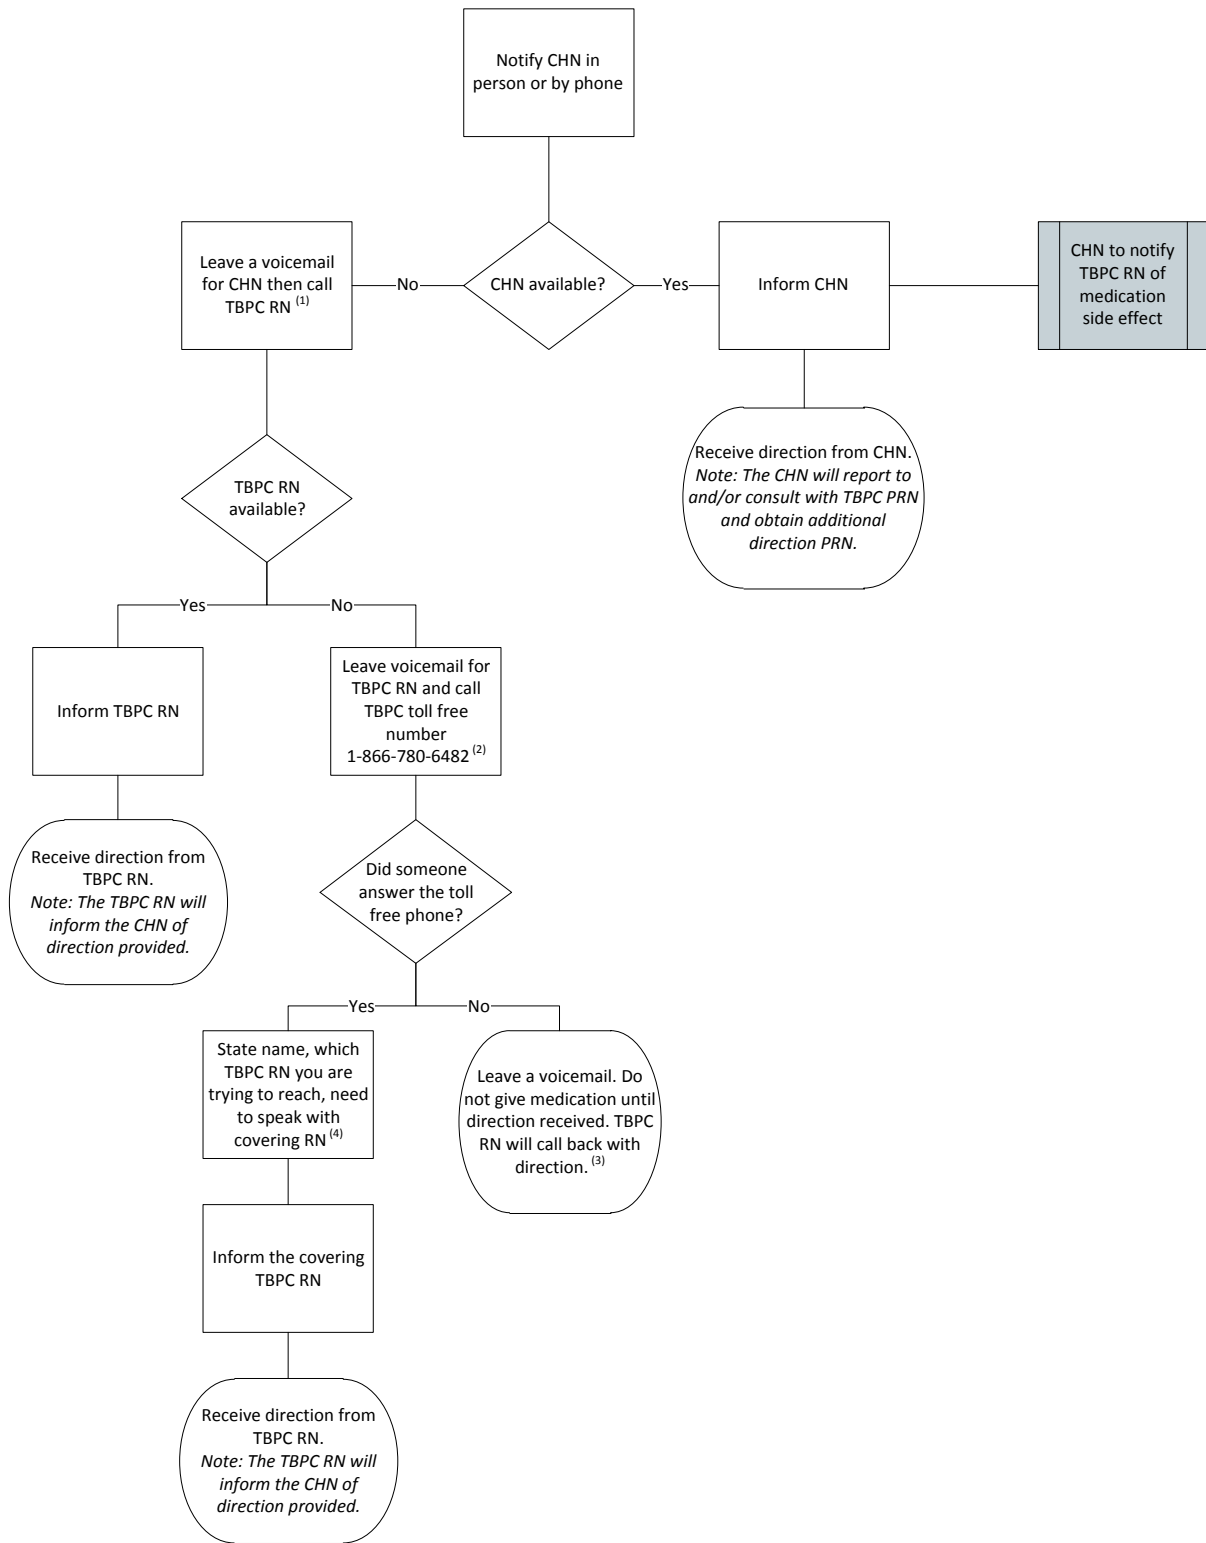 Notify CHN in
person or by phone
Leave a voicemail
for CHN then call
TBPC RN (1)
No
CHN available?
Yes
Inform CHN
CHN to notify
TBPC RN of
medication
side effect
Receive direction from CHN.
Note: The CHN will report to
and/or consult with TBPC PRN
and obtain additional
direction PRN.
TBPC RN
available?
Yes
No
Inform TBPC RN
Leave voicemail for
TBPC RN and call
TBPC toll free
number
1-866-780-6482 (2)
Receive direction from
TBPC RN.
Note: The TBPC RN will
inform the CHN of
direction provided.
Did someone
answer the toll
free phone?
Yes
No
State name, which
TBPC RN you are
trying to reach, need
to speak with
covering RN (4)
Leave a voicemail. Do
not give medication until
direction received. TBPC
RN will call back with
direction. (3)
Inform the covering
TBPC RN
Receive direction from
TBPC RN.
Note: The TBPC RN will
inform the CHN of
direction provided.